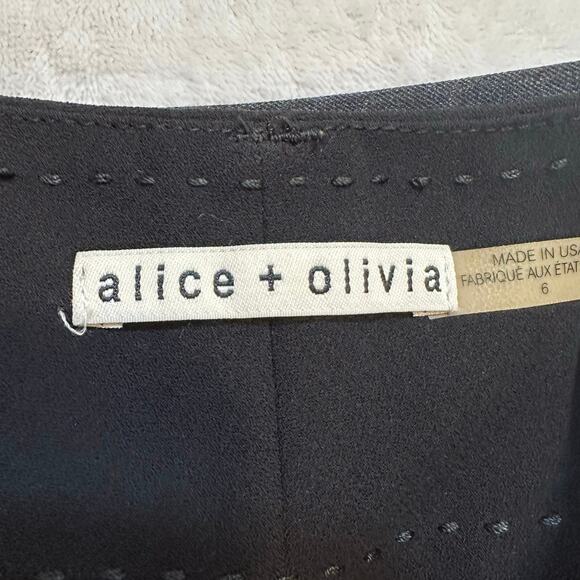 alice + olivia
MADE IN USA
FABRIQUÉ AUX ÉTAT
6